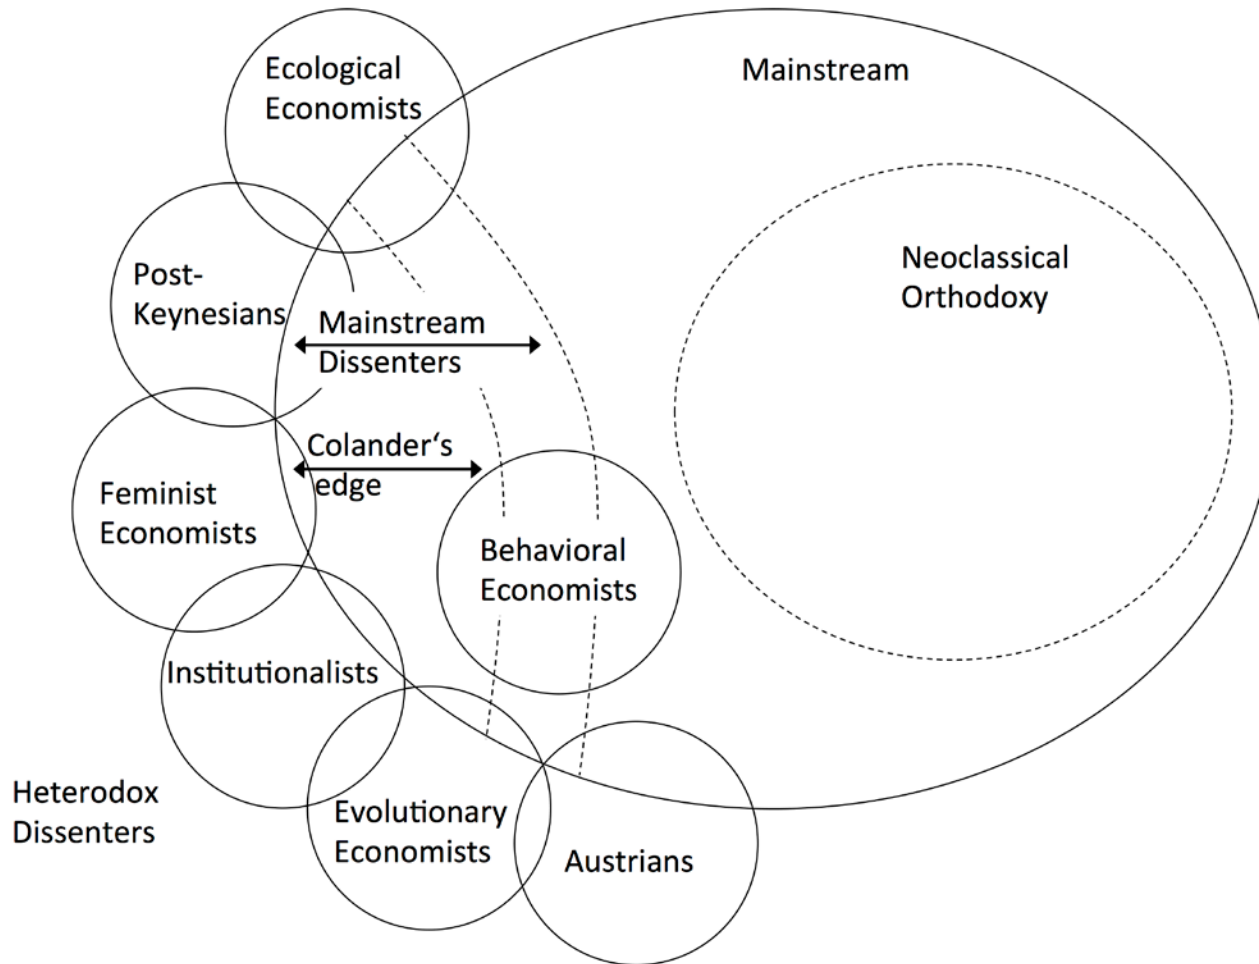 Ecological
Economists
Mainstream
Post-
Keynesians
Neoclassical
Orthodoxy
Mainstream
Dissenters
Colander‘s
edge
Feminist
Economists
Behavioral
Economists
Institutionalists
Heterodox
Dissenters
Evolutionary
Economists
Austrians